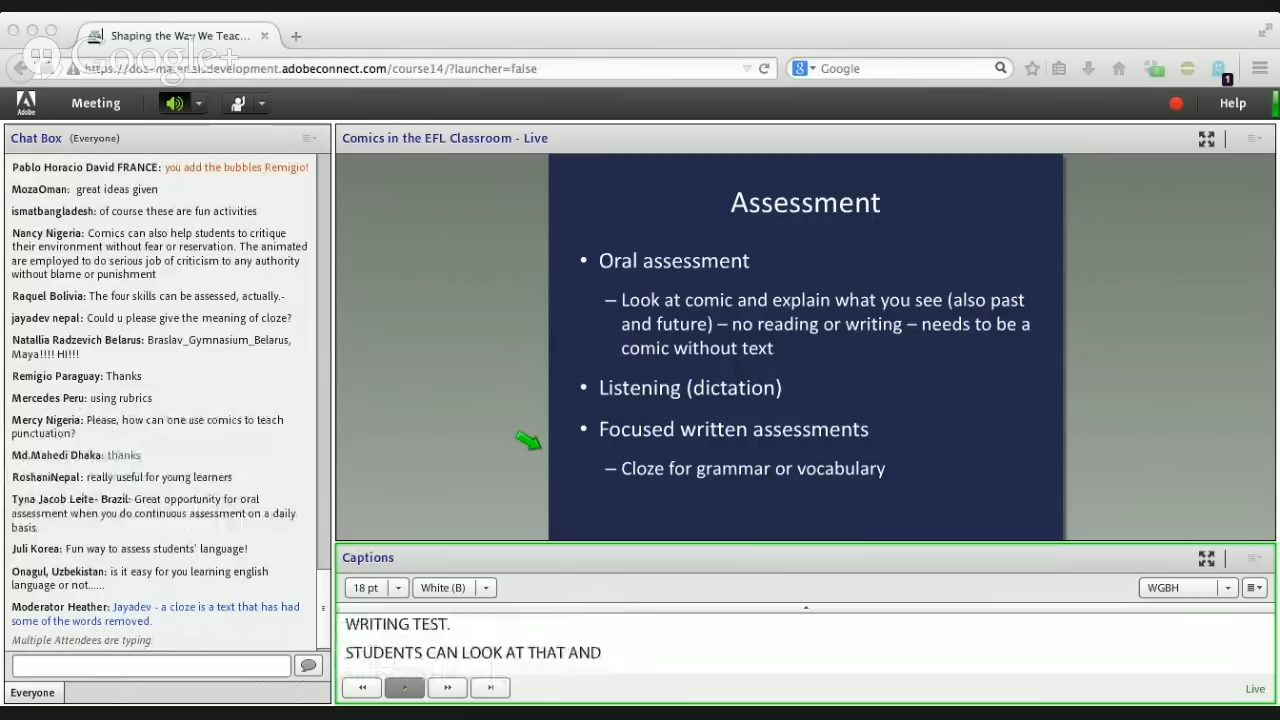 Shaping the Way We Teac...
Google+
https://dos-materialsdevelopment.adobeconnect.com/course14/?launcher=false
Google
1
Adobe
Meeting
Help
Chat Box (Everyone)
Pablo Horacio David FRANCE: you add the bubbles Remigio!
MozaOman: great ideas given
ismatbangladesh: of course these are fun activities
Nancy Nigeria: Comics can also help students to critique
their environment without fear or reservation. The animated
are employed to do serious job of criticism to any authority
without blame or punishment
Raquel Bolivia: The four skills can be assessed, actually.-
jayadev nepal: Could u please give the meaning of cloze?
Natallia Radzevich Belarus: Braslav_Gymnasium_Belarus,
Maya!!!! HI!!!
Remigio Paraguay: Thanks
Mercedes Peru: using rubrics
Mercy Nigeria: Please, how can one use comics to teach
punctuation?
Md.Mahedi Dhaka: thanks
RoshaniNepal: really useful for young learners
Tyna Jacob Leite- Brazil: Great opportunity for oral
assessment when you do continuous assessment on a daily
basis.
Juli Korea: Fun way to assess students' language!
Onagul, Uzbekistan: is it easy for you learning english
language or not.....
Moderator Heather: Jayadev - a cloze is a text that has had
some of the words removed.
Multiple Attendees are typing.
Everyone
Comics in the EFL Classroom - Live
Assessment
• Oral assessment
– Look at comic and explain what you see (also past
and future) – no reading or writing – needs to be a
comic without text
• Listening (dictation)
• Focused written assessments
– Cloze for grammar or vocabulary
Captions
18 pt
White (B)
WGBH
WRITING TEST.
STUDENTS CAN LOOK AT THAT AND
Live